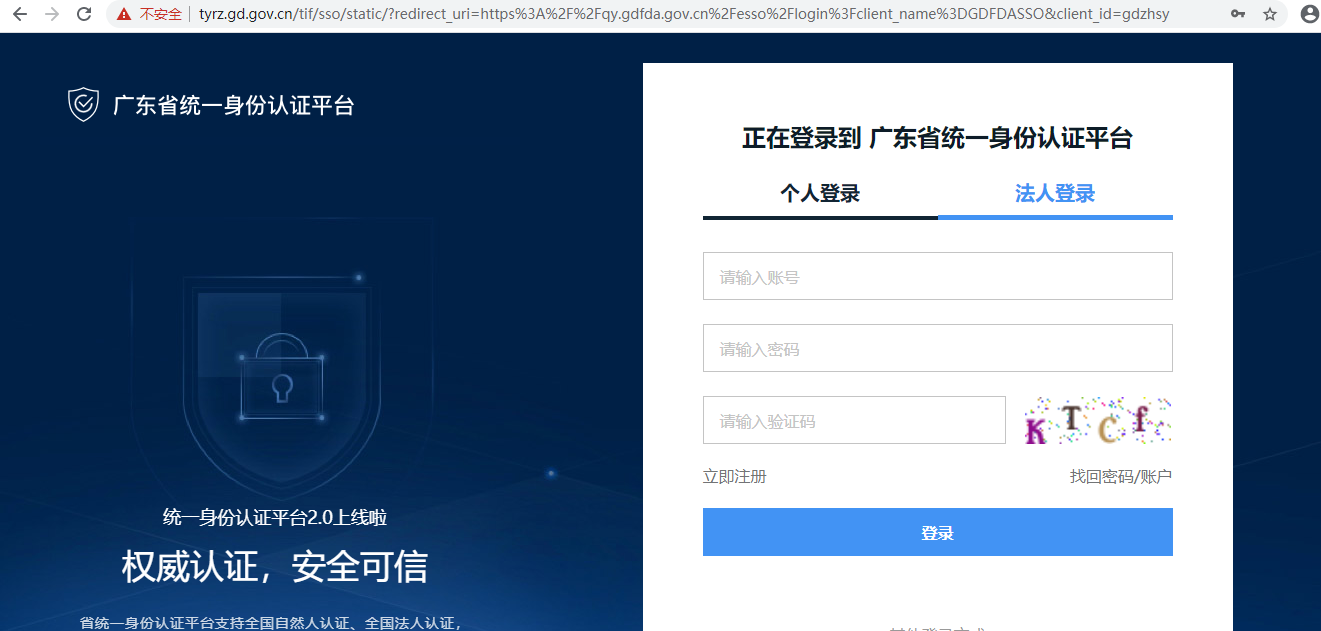 不安全 tyrz.gd.gov.cn/tif/sso/static/?redirect_uri=https%3A%2F%2Fqy.gdfda.gov.cn%2Fesso%2Flogin%3Fclient_name%3DGDFDASSO&client_id=gdzhsy
广东省统一身份认证平台
正在登录到 广东省统一身份认证平台
个人登录 法人登录
请输入账号
请输入密码
请输入验证码 K T C f
立即注册 找回密码/账户
登录
统一身份认证平台2.0上线啦
权威认证，安全可信
省统一身份认证平台支持全国自然人认证、全国法人认证，